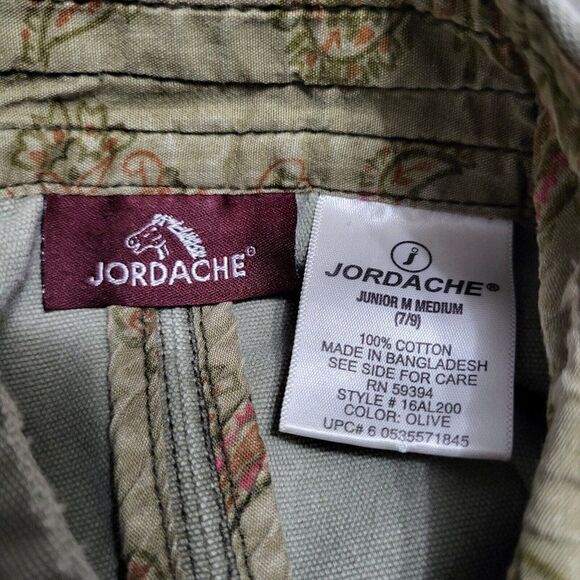 JORDACHE®
j
JORDACHE®
JUNIOR M MEDIUM
(7/9)
100% COTTON
MADE IN BANGLADESH
SEE SIDE FOR CARE
RN 59394
STYLE # 16AL200
COLOR: OLIVE
UPC# 6 0535571845